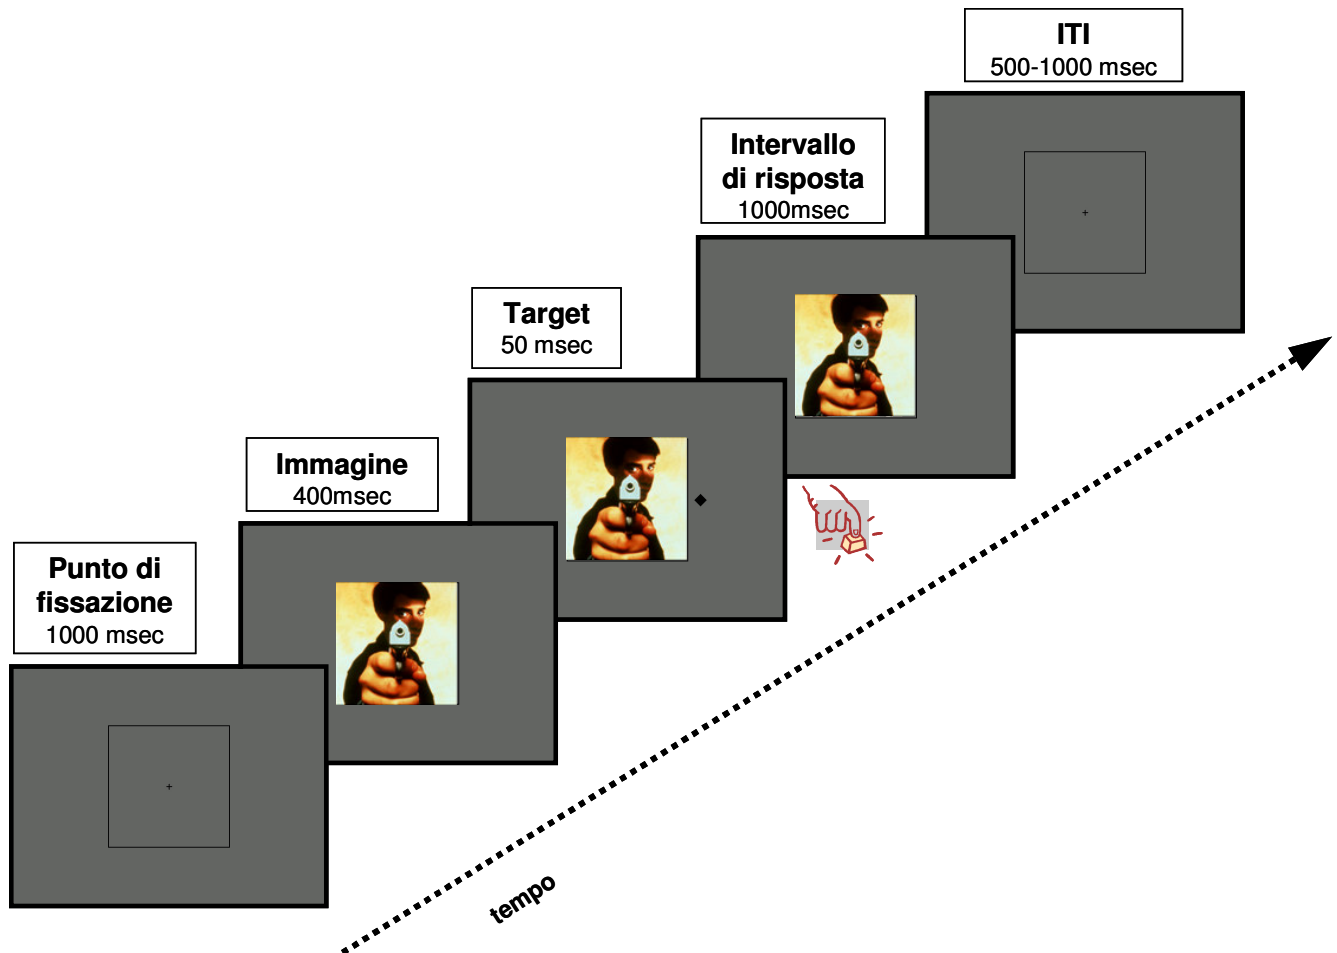 Punto di
fissazione
1000 msec
Immagine
400msec
Target
50 msec
Intervallo
di risposta
1000msec
ITI
500-1000 msec
tempo